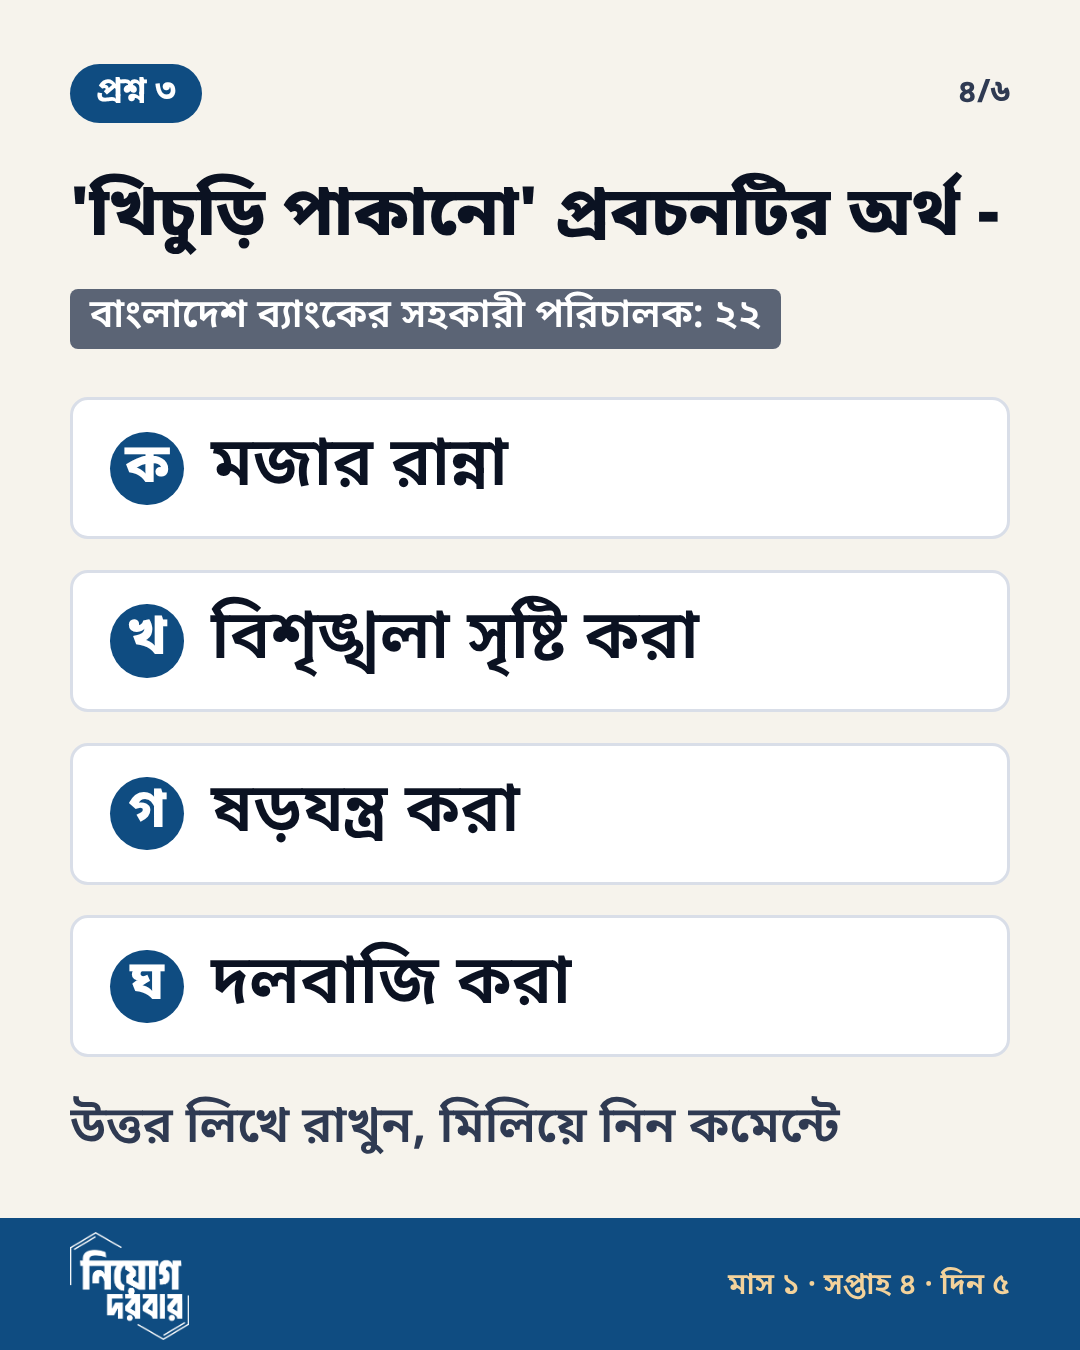 প্রশ্ন ৩
৪/৬
'খিচুড়ি পাকানো' প্রবচনটির অর্থ -
বাংলাদেশ ব্যাংকের সহকারী পরিচালক: ২২
ক মজার রান্না
খ বিশৃঙ্খলা সৃষ্টি করা
গ ষড়যন্ত্র করা
ঘ দলবাজি করা
উত্তর লিখে রাখুন, মিলিয়ে নিন কমেন্টে
নিয়োগ
দরবার
মাস ১ · সপ্তাহ ৪ · দিন ৫